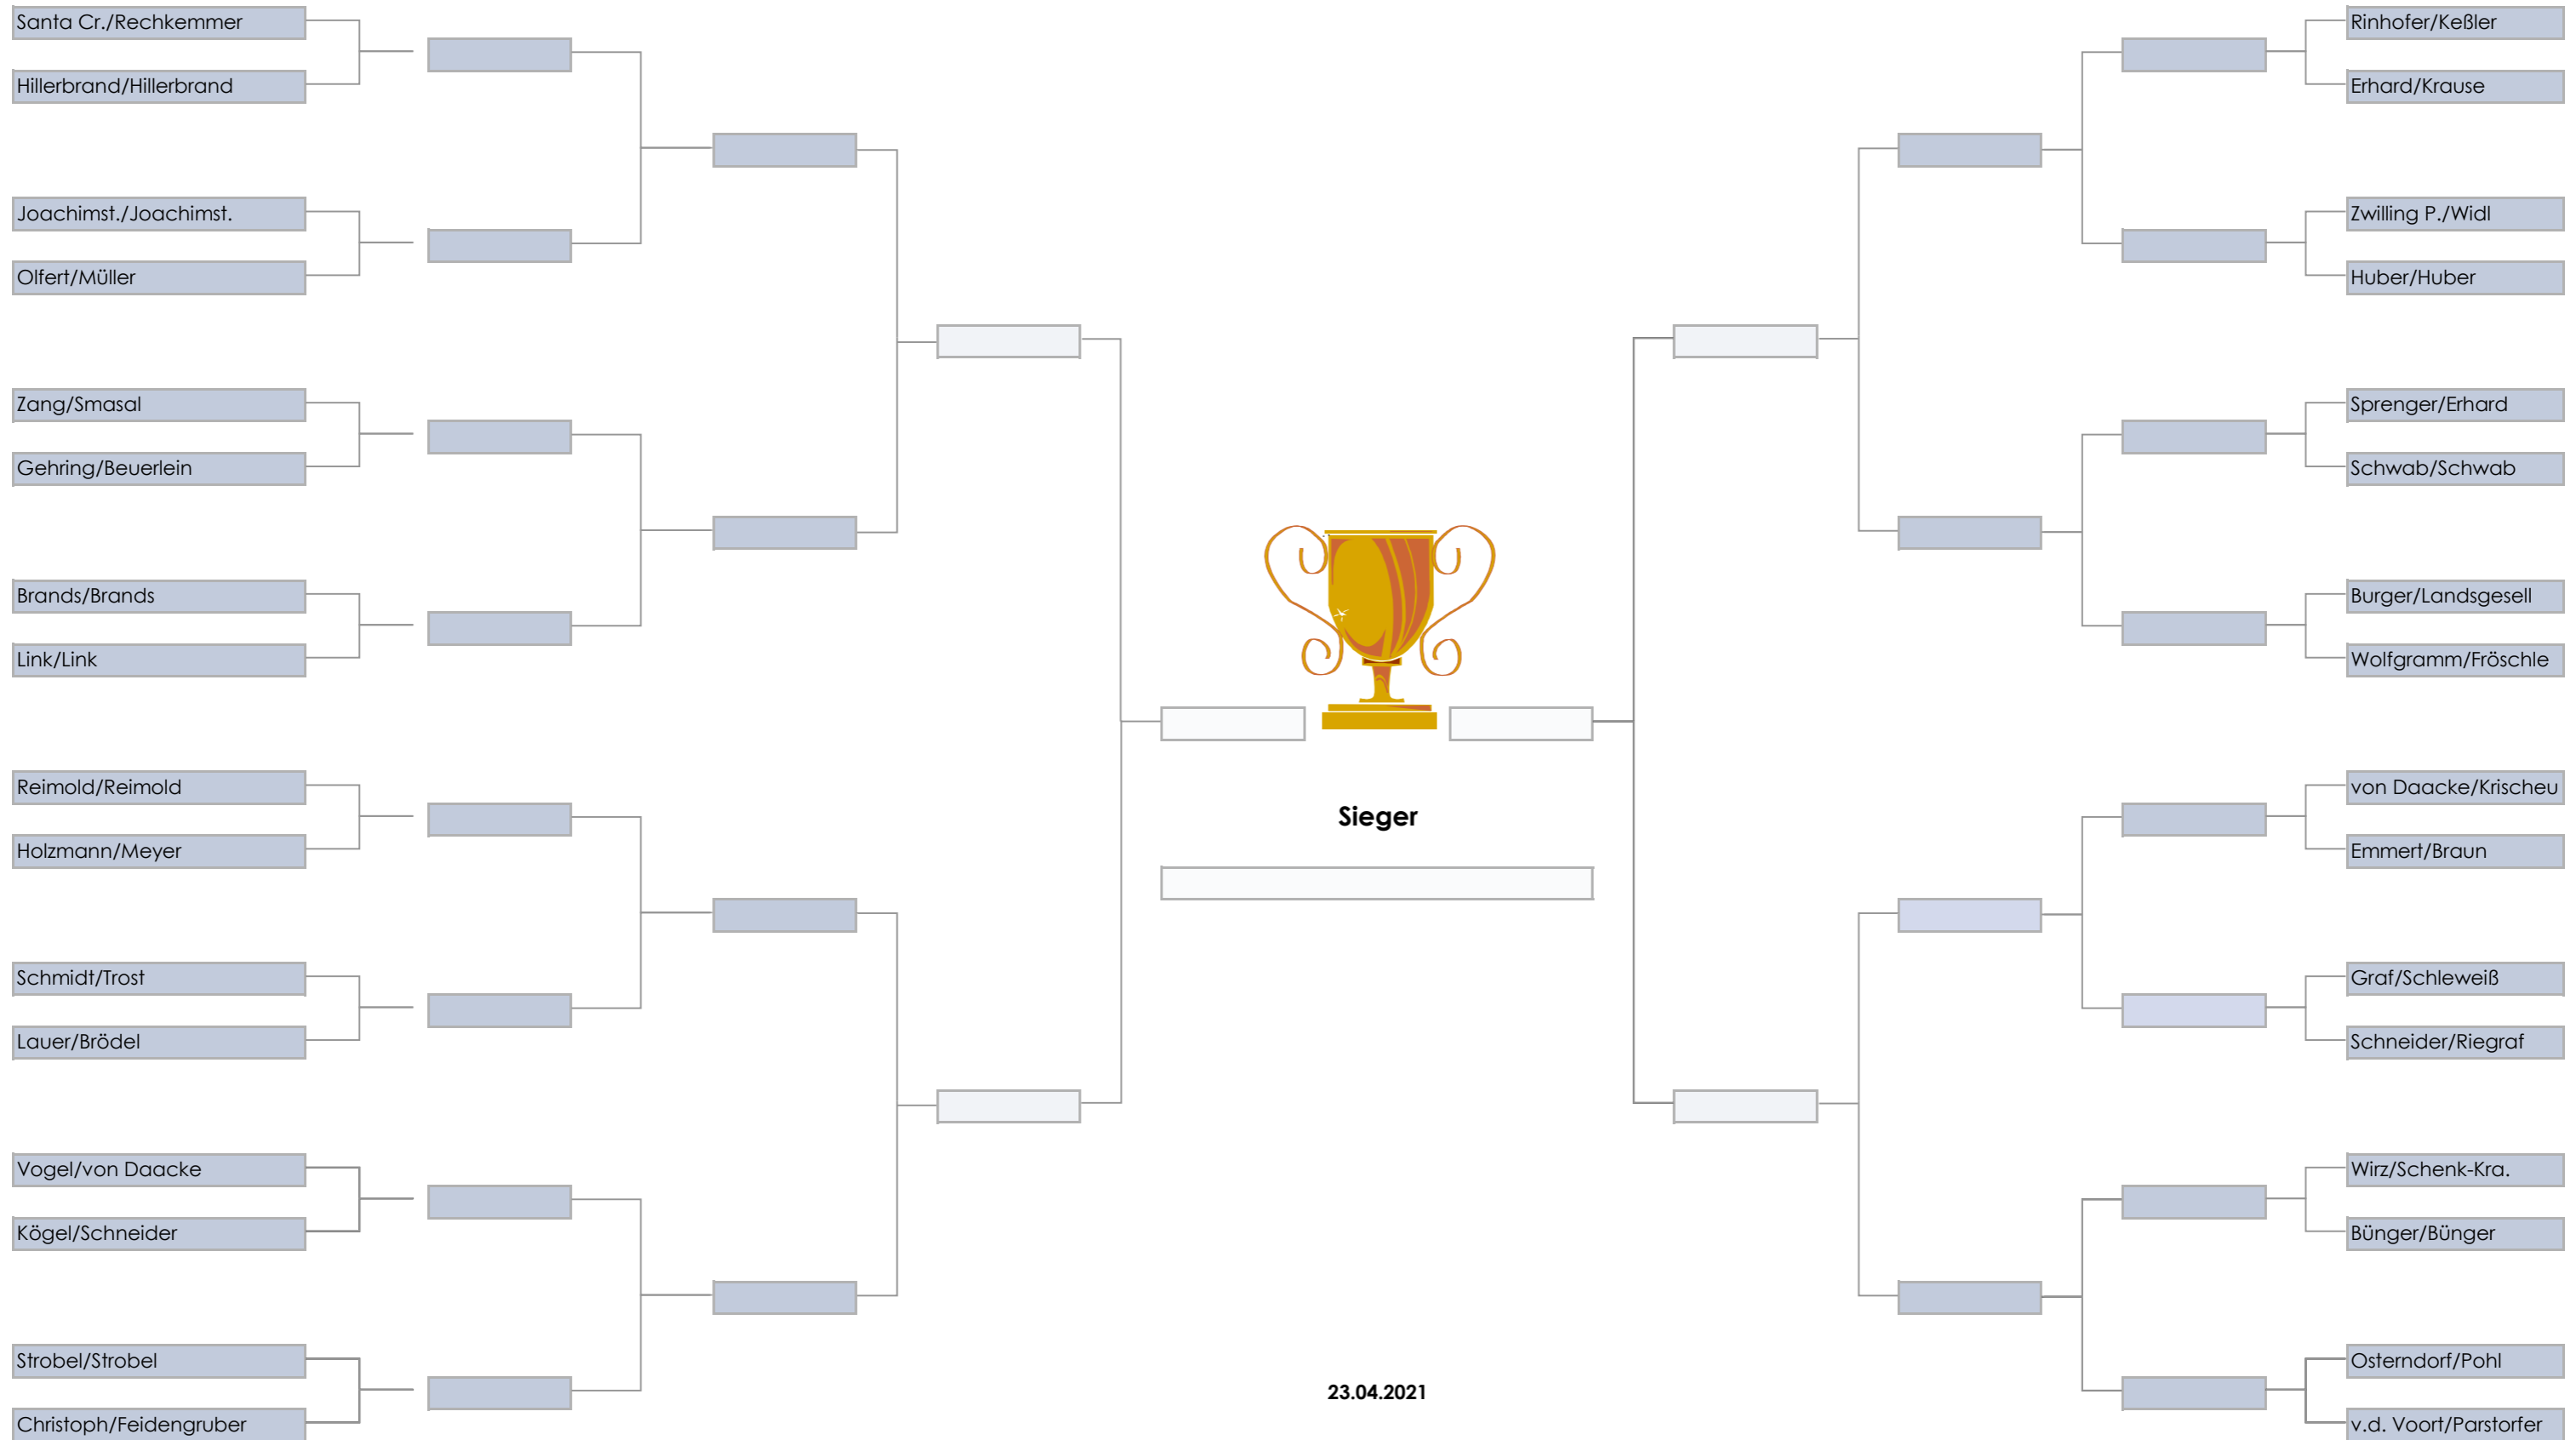 Santa Cr./Rechkemmer
Hillerbrand/Hillerbrand
Joachimst./Joachimst.
Olfert/Müller
Zang/Smasal
Gehring/Beuerlein
Brands/Brands
Link/Link
Reimold/Reimold
Holzmann/Meyer
Schmidt/Trost
Lauer/Brödel
Vogel/von Daacke
Kögel/Schneider
Strobel/Strobel
Christoph/Feidengruber
Sieger
23.04.2021
Rinhofer/Keßler
Erhard/Krause
Zwilling P./Widl
Huber/Huber
Sprenger/Erhard
Schwab/Schwab
Burger/Landsgesell
Wolfgramm/Fröschle
von Daacke/Krischeu
Emmert/Braun
Graf/Schleweiß
Schneider/Riegraf
Wirz/Schenk-Kra.
Bünger/Bünger
Osterndorf/Pohl
v.d. Voort/Parstorfer